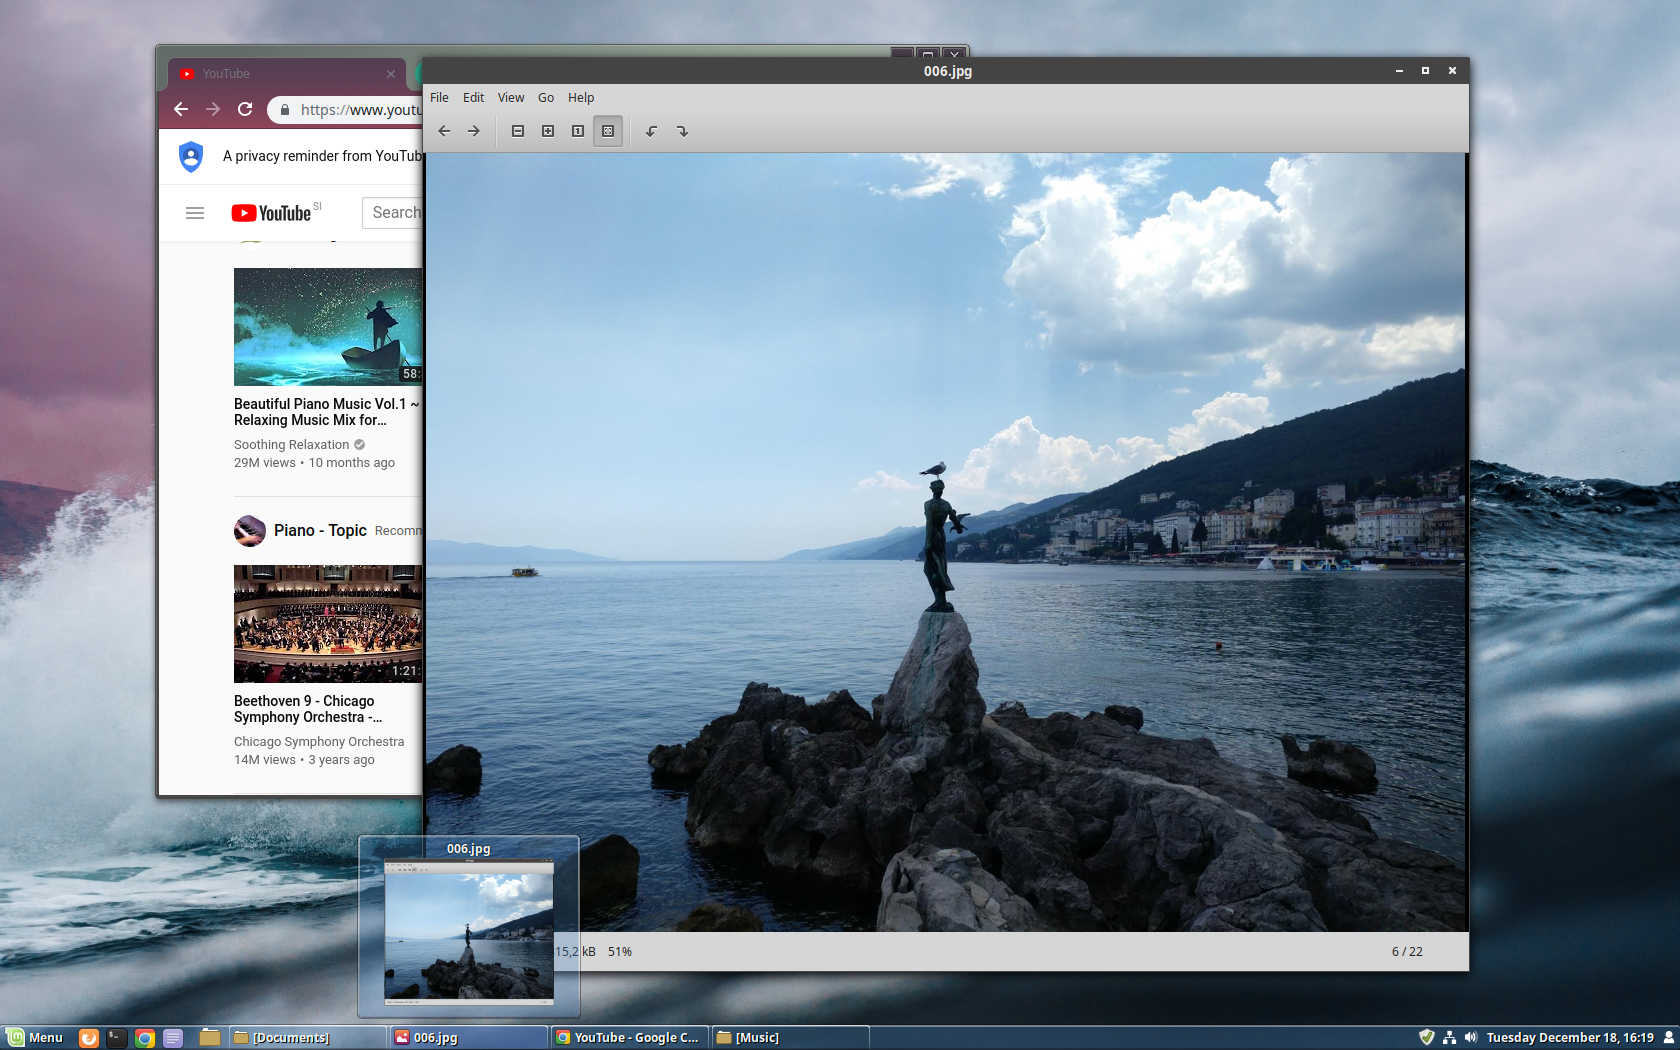 YouTube
https://www.youtu
A privacy reminder from YouTub
YouTube SI
Search
58:
Beautiful Piano Music Vol.1 ~
Relaxing Music Mix for...
Soothing Relaxation
29M views • 10 months ago
Piano - Topic Recomm
1:21:
Beethoven 9 - Chicago
Symphony Orchestra -...
Chicago Symphony Orchestra
14M views • 3 years ago
006.jpg
File Edit View Go Help
1
006.jpg
15,2 kB 51% 6 / 22
Menu [Documents] 006.jpg YouTube - Google C... [Music] Tuesday December 18, 16:19